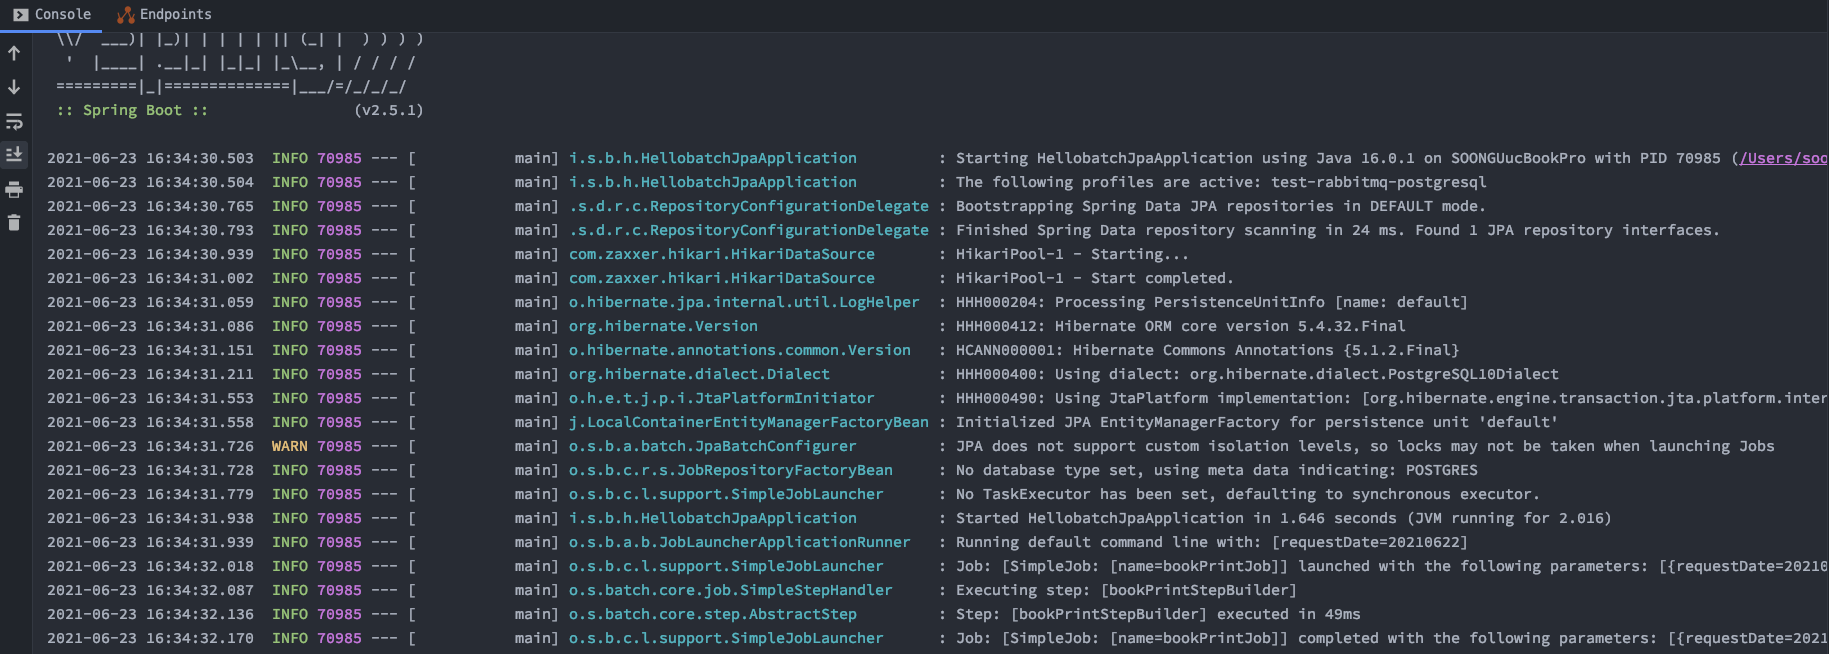 Console Endpoints
\\/  ___)| |_)| | | | | || (_| |  ) ) ) )
'  |____| .__|_| |_|_| |_\__, | / / / /
=========|_|==============|___/=/_/_/_/
:: Spring Boot ::                (v2.5.1)
2021-06-23 16:34:30.503  INFO 70985 --- [           main] i.s.b.h.HellobatchJpaApplication         : Starting HellobatchJpaApplication using Java 16.0.1 on SOONGUucBookPro with PID 70985 (/Users/soo
2021-06-23 16:34:30.504  INFO 70985 --- [           main] i.s.b.h.HellobatchJpaApplication         : The following profiles are active: test-rabbitmq-postgresql
2021-06-23 16:34:30.765  INFO 70985 --- [           main] .s.d.r.c.RepositoryConfigurationDelegate : Bootstrapping Spring Data JPA repositories in DEFAULT mode.
2021-06-23 16:34:30.793  INFO 70985 --- [           main] .s.d.r.c.RepositoryConfigurationDelegate : Finished Spring Data repository scanning in 24 ms. Found 1 JPA repository interfaces.
2021-06-23 16:34:30.939  INFO 70985 --- [           main] com.zaxxer.hikari.HikariDataSource       : HikariPool-1 - Starting...
2021-06-23 16:34:31.002  INFO 70985 --- [           main] com.zaxxer.hikari.HikariDataSource       : HikariPool-1 - Start completed.
2021-06-23 16:34:31.059  INFO 70985 --- [           main] o.hibernate.jpa.internal.util.LogHelper  : HHH000204: Processing PersistenceUnitInfo [name: default]
2021-06-23 16:34:31.086  INFO 70985 --- [           main] org.hibernate.Version                    : HHH000412: Hibernate ORM core version 5.4.32.Final
2021-06-23 16:34:31.151  INFO 70985 --- [           main] o.hibernate.annotations.common.Version   : HCANN000001: Hibernate Commons Annotations {5.1.2.Final}
2021-06-23 16:34:31.211  INFO 70985 --- [           main] org.hibernate.dialect.Dialect            : HHH000400: Using dialect: org.hibernate.dialect.PostgreSQL10Dialect
2021-06-23 16:34:31.553  INFO 70985 --- [           main] o.h.e.t.j.p.i.JtaPlatformInitiator       : HHH000490: Using JtaPlatform implementation: [org.hibernate.engine.transaction.jta.platform.inter
2021-06-23 16:34:31.558  INFO 70985 --- [           main] j.LocalContainerEntityManagerFactoryBean : Initialized JPA EntityManagerFactory for persistence unit 'default'
2021-06-23 16:34:31.726  WARN 70985 --- [           main] o.s.b.a.batch.JpaBatchConfigurer         : JPA does not support custom isolation levels, so locks may not be taken when launching Jobs
2021-06-23 16:34:31.728  INFO 70985 --- [           main] o.s.b.c.r.s.JobRepositoryFactoryBean     : No database type set, using meta data indicating: POSTGRES
2021-06-23 16:34:31.779  INFO 70985 --- [           main] o.s.b.c.l.support.SimpleJobLauncher      : No TaskExecutor has been set, defaulting to synchronous executor.
2021-06-23 16:34:31.938  INFO 70985 --- [           main] i.s.b.h.HellobatchJpaApplication         : Started HellobatchJpaApplication in 1.646 seconds (JVM running for 2.016)
2021-06-23 16:34:31.939  INFO 70985 --- [           main] o.s.b.a.b.JobLauncherApplicationRunner   : Running default command line with: [requestDate=20210622]
2021-06-23 16:34:32.018  INFO 70985 --- [           main] o.s.b.c.l.support.SimpleJobLauncher      : Job: [SimpleJob: [name=bookPrintJob]] launched with the following parameters: [{requestDate=20210
2021-06-23 16:34:32.087  INFO 70985 --- [           main] o.s.batch.core.job.SimpleStepHandler     : Executing step: [bookPrintStepBuilder]
2021-06-23 16:34:32.136  INFO 70985 --- [           main] o.s.batch.core.step.AbstractStep         : Step: [bookPrintStepBuilder] executed in 49ms
2021-06-23 16:34:32.170  INFO 70985 --- [           main] o.s.b.c.l.support.SimpleJobLauncher      : Job: [SimpleJob: [name=bookPrintJob]] completed with the following parameters: [{requestDate=2021